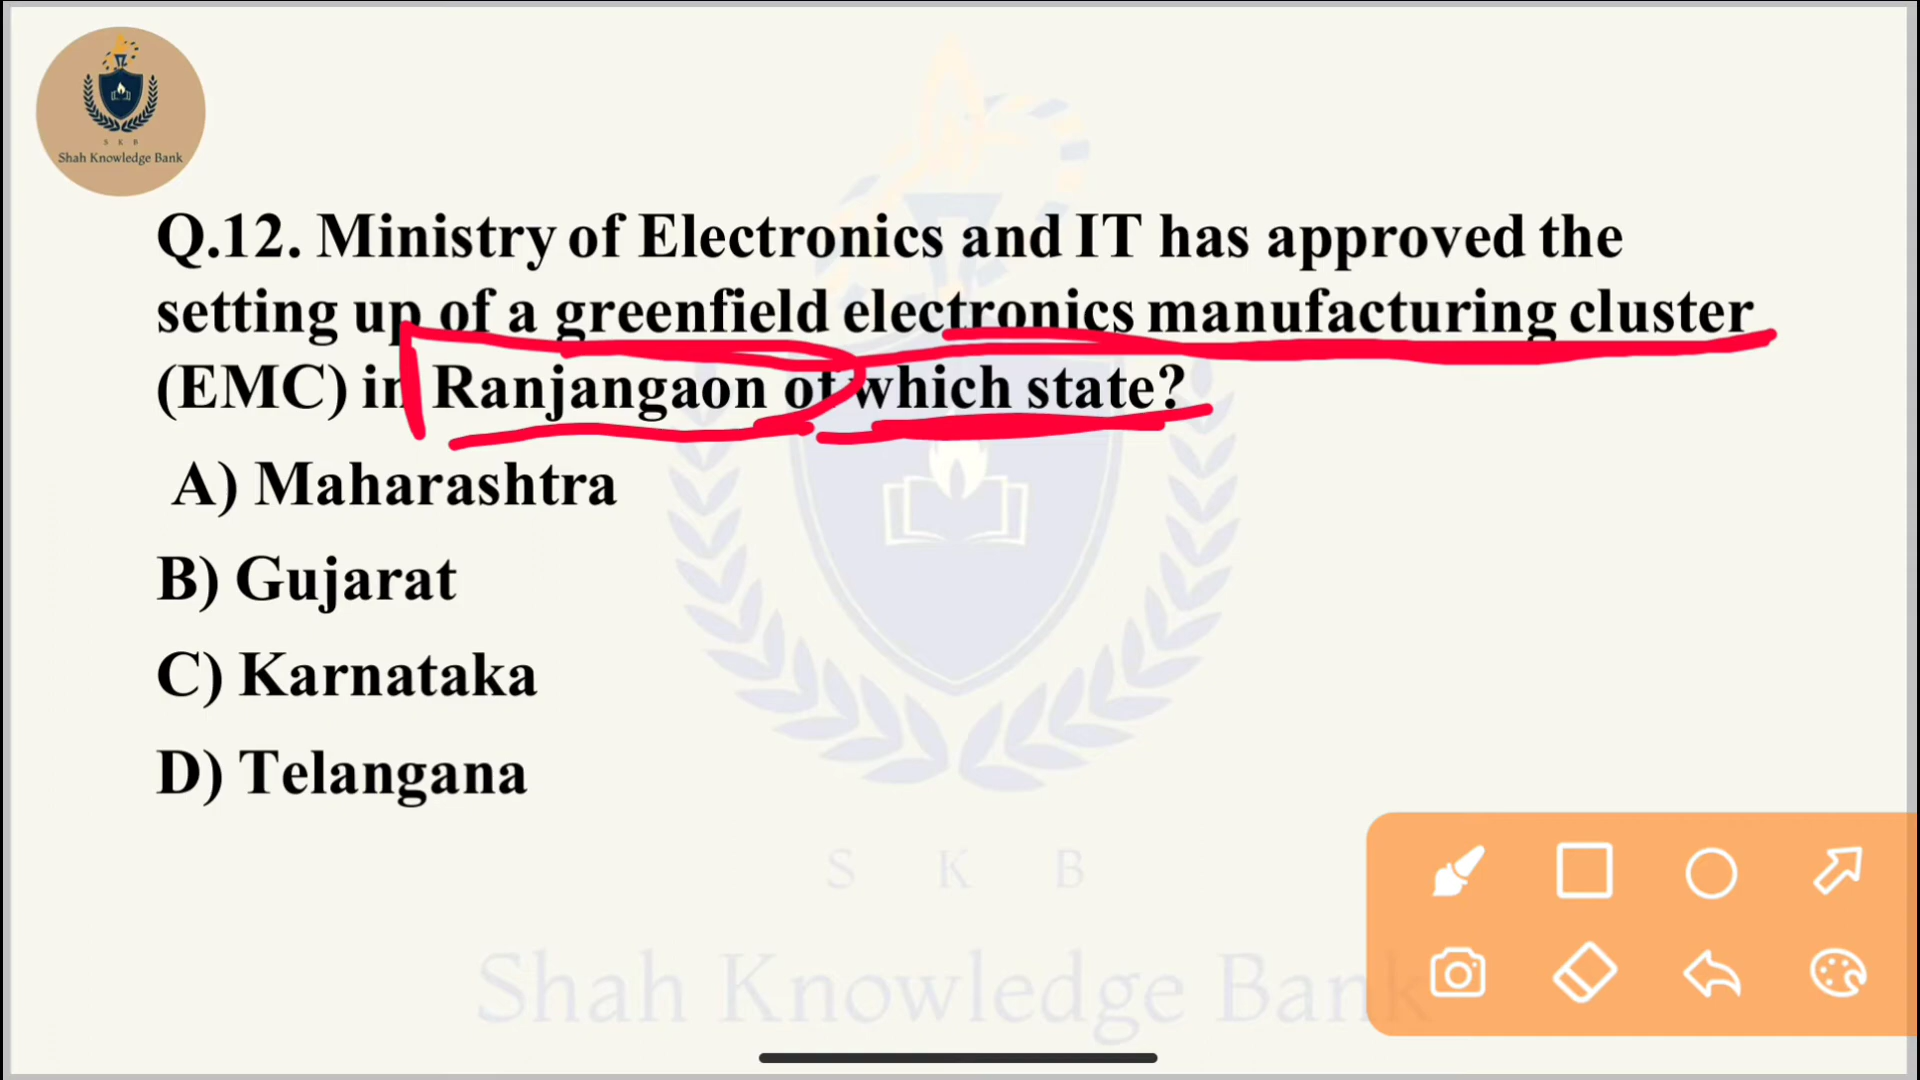 S K B
Shah Knowledge Bank
Q.12. Ministry of Electronics and IT has approved the
setting up of a greenfield electronics manufacturing cluster
(EMC) in Ranjangaon of which state?
A) Maharashtra
B) Gujarat
C) Karnataka
D) Telangana
S K B
Shah Knowledge Bank